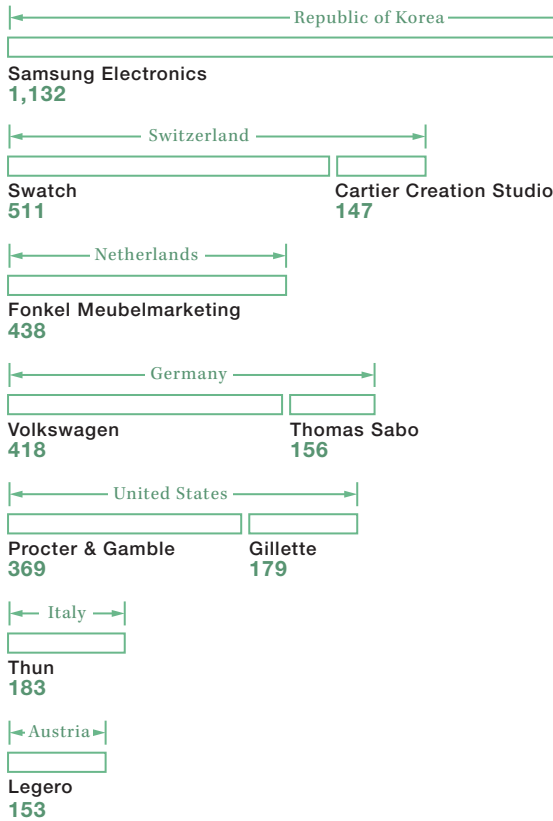 Republic of Korea
Samsung Electronics
1,132
Switzerland
Swatch Cartier Creation Studio
511 147
Netherlands
Fonkel Meubelmarketing
438
Germany
Volkswagen Thomas Sabo
418 156
United States
Procter & Gamble Gillette
369 179
Italy
Thun
183
Austria
Legero
153